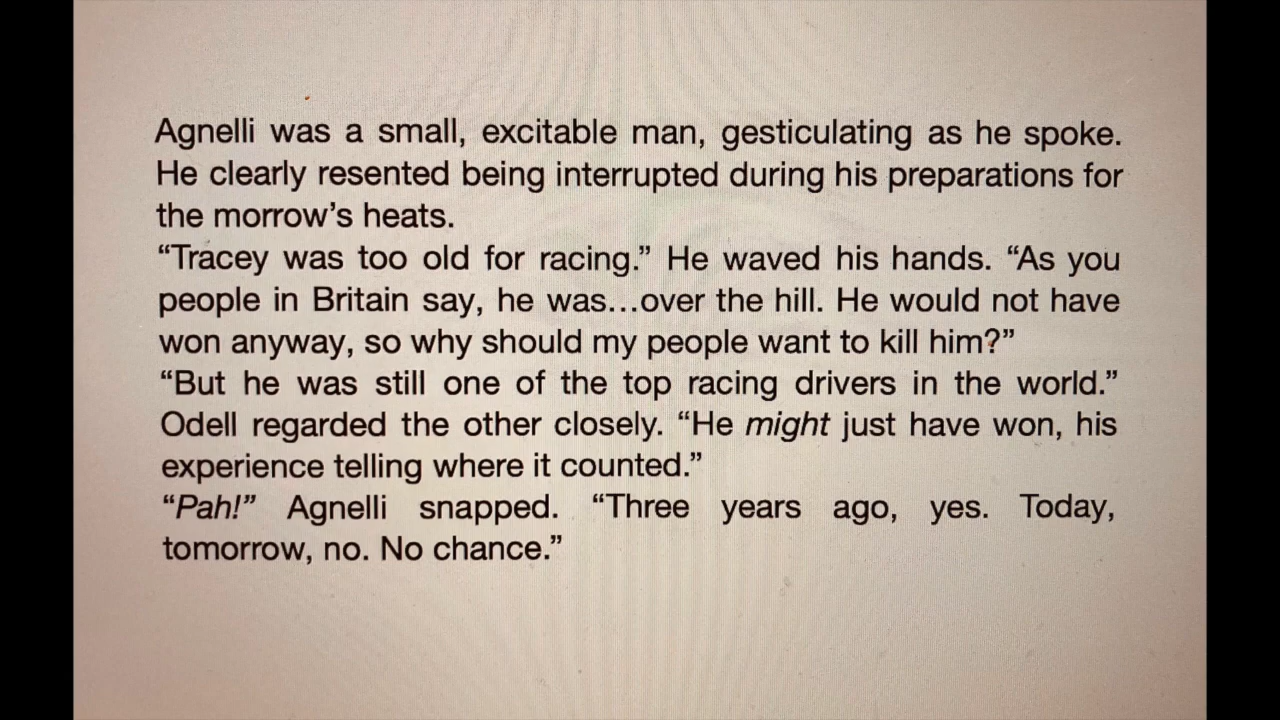 Agnelli was a small, excitable man, gesticulating as he spoke.
He clearly resented being interrupted during his preparations for
the morrow’s heats.
“Tracey was too old for racing.” He waved his hands. “As you
people in Britain say, he was…over the hill. He would not have
won anyway, so why should my people want to kill him?”
“But he was still one of the top racing drivers in the world.”
Odell regarded the other closely. “He might just have won, his
experience telling where it counted.”
“Pah!” Agnelli snapped. “Three years ago, yes. Today,
tomorrow, no. No chance.”